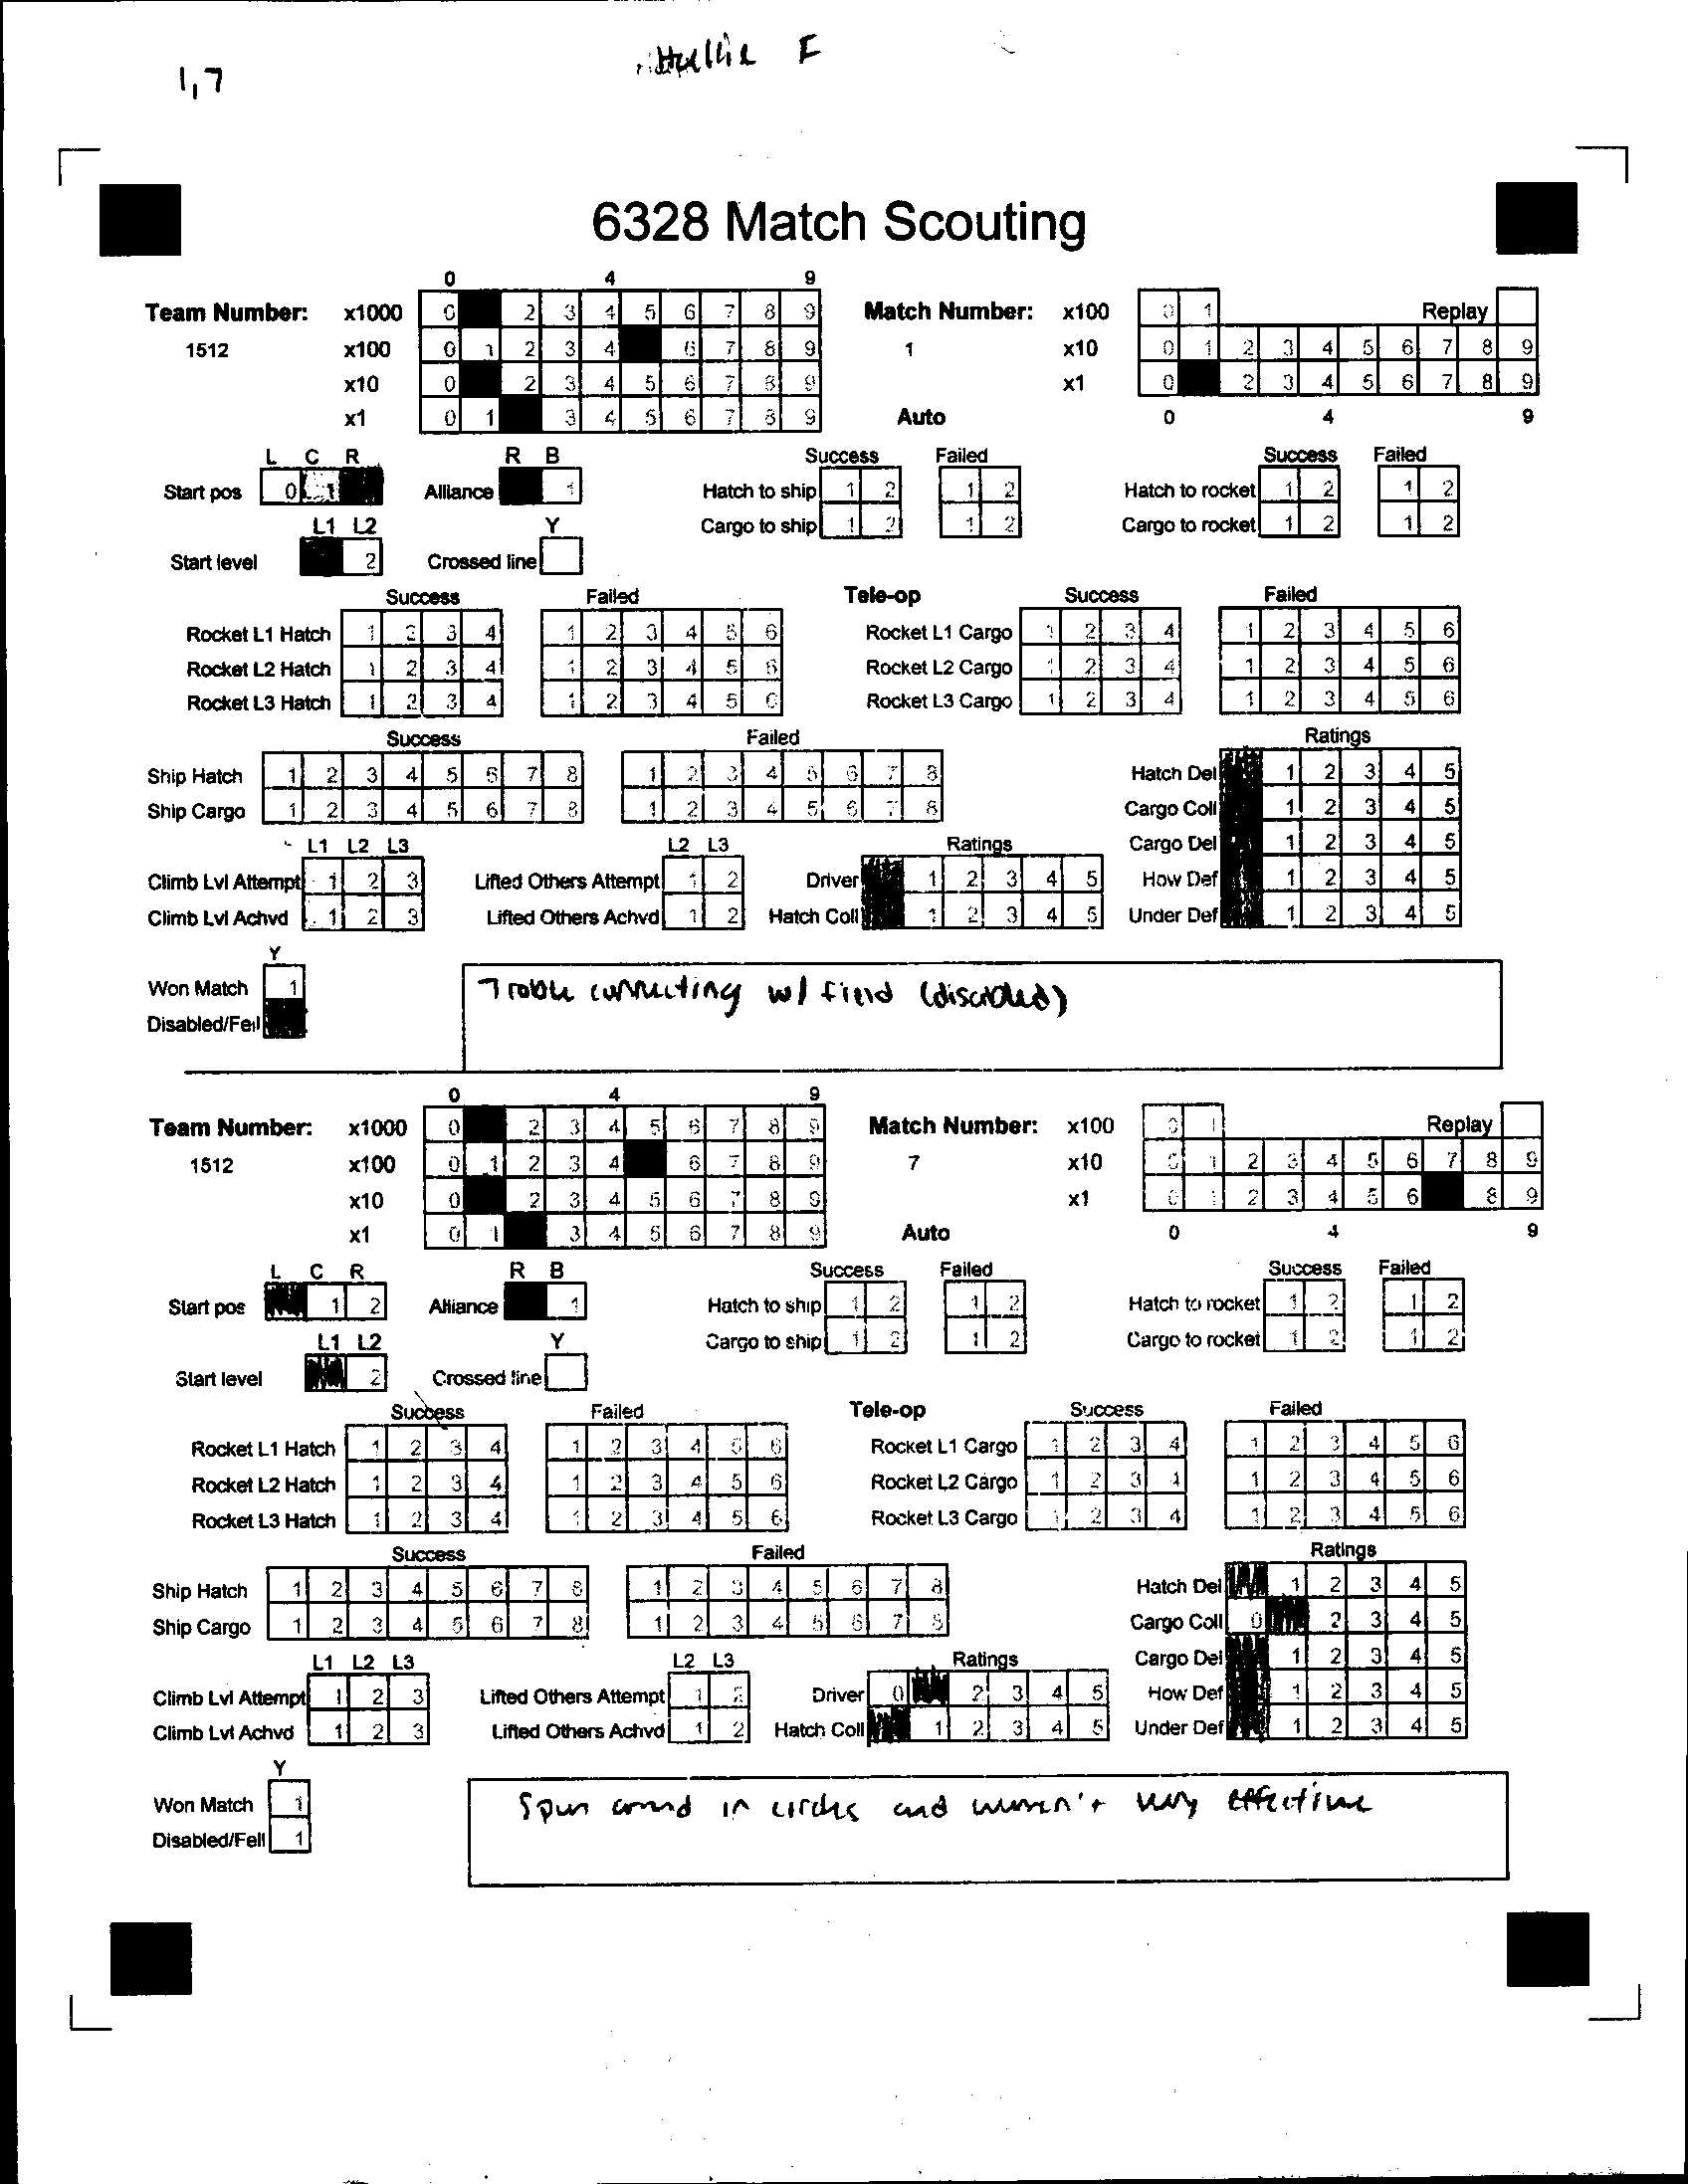 1,7
F
6328 Match Scouting
0 4 9
Team Number: x1000 0 2 3 4 5 6 7 8 9 Match Number: x100 0 1 Replay
1512 x100 0 1 2 3 4 6 7 8 9 1 x10 0 1 2 3 4 5 6 7 8 9
x10 0 2 3 4 5 6 7 8 9 x1 0 2 3 4 5 6 7 8 9
x1 0 1 3 4 5 6 7 8 9 Auto 0 4 9
L C R R B Success Failed Success Failed
Start pos 0 1 Alliance 1 Hatch to ship 1 2 1 2 Hatch to rocket 1 2 1 2
L1 L2 Y Cargo to ship 1 2 1 2 Cargo to rocket 1 2 1 2
Start level 2 Crossed line
Success Failed Tele-op Success Failed
Rocket L1 Hatch 1 2 3 4 1 2 3 4 5 6 Rocket L1 Cargo 1 2 3 4 1 2 3 4 5 6
Rocket L2 Hatch 1 2 3 4 1 2 3 4 5 6 Rocket L2 Cargo 1 2 3 4 1 2 3 4 5 6
Rocket L3 Hatch 1 2 3 4 1 2 3 4 5 6 Rocket L3 Cargo 1 2 3 4 1 2 3 4 5 6
Success Failed Ratings
Ship Hatch 1 2 3 4 5 6 7 8 1 2 3 4 5 6 7 8 Hatch Del 1 2 3 4 5
Ship Cargo 1 2 3 4 5 6 7 8 1 2 3 4 5 6 7 8 Cargo Coll 1 2 3 4 5
L1 L2 L3 L2 L3 Ratings Cargo Del 1 2 3 4 5
Climb Lvl Attempt 1 2 3 Lifted Others Attempt 1 2 Driver 1 2 3 4 5 How Def 1 2 3 4 5
Climb Lvl Achvd 1 2 3 Lifted Others Achvd 1 2 Hatch Coll 1 2 3 4 5 Under Def 1 2 3 4 5
Y
Won Match 1 Troble connecting w/ field (disabled)
Disabled/Fell
0 4 9
Team Number: x1000 0 2 3 4 5 6 7 8 9 Match Number: x100 0 1 Replay
1512 x100 0 1 2 3 4 6 7 8 9 7 x10 0 1 2 3 4 5 6 7 8 9
x10 0 2 3 4 5 6 7 8 9 x1 0 1 2 3 4 5 6 8 9
x1 0 1 3 4 5 6 7 8 9 Auto 0 4 9
L C R R B Success Failed Success Failed
Start pos 1 2 Alliance 1 Hatch to ship 1 2 1 2 Hatch to rocket 1 2 1 2
L1 L2 Y Cargo to ship 1 2 1 2 Cargo to rocket 1 2 1 2
Start level 2 Crossed line
Success Failed Tele-op Success Failed
Rocket L1 Hatch 1 2 3 4 1 2 3 4 5 6 Rocket L1 Cargo 1 2 3 4 1 2 3 4 5 6
Rocket L2 Hatch 1 2 3 4 1 2 3 4 5 6 Rocket L2 Cargo 1 2 3 4 1 2 3 4 5 6
Rocket L3 Hatch 1 2 3 4 1 2 3 4 5 6 Rocket L3 Cargo 1 2 3 4 1 2 3 4 5 6
Success Failed Ratings
Ship Hatch 1 2 3 4 5 6 7 8 1 2 3 4 5 6 7 8 Hatch Del 1 2 3 4 5
Ship Cargo 1 2 3 4 5 6 7 8 1 2 3 4 5 6 7 8 Cargo Coll 0 2 3 4 5
L1 L2 L3 L2 L3 Ratings Cargo Del 1 2 3 4 5
Climb Lvl Attempt 1 2 3 Lifted Others Attempt 1 2 Driver 0 2 3 4 5 How Def 1 2 3 4 5
Climb Lvl Achvd 1 2 3 Lifted Others Achvd 1 2 Hatch Coll 1 2 3 4 5 Under Def 1 2 3 4 5
Y
Won Match 1 Spun around in circles and weren't very effective
Disabled/Fell 1